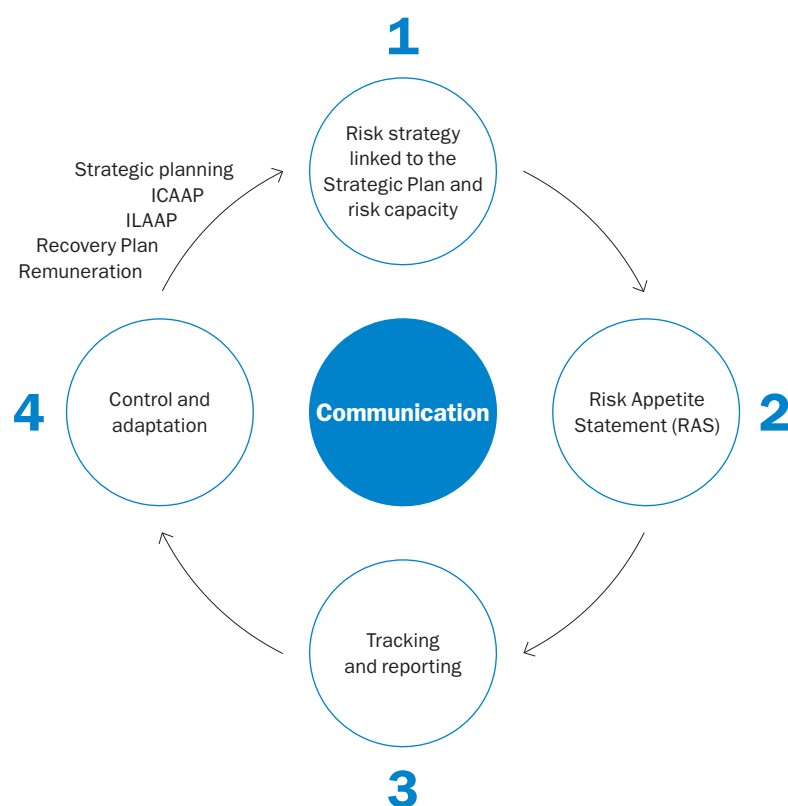 1
Risk strategy
linked to the
Strategic Plan and
risk capacity
Strategic planning
ICAAP
ILAAP
Recovery Plan
Remuneration
4
Control and
adaptation
Communication
Risk Appetite
Statement (RAS)
2
Tracking
and reporting
3